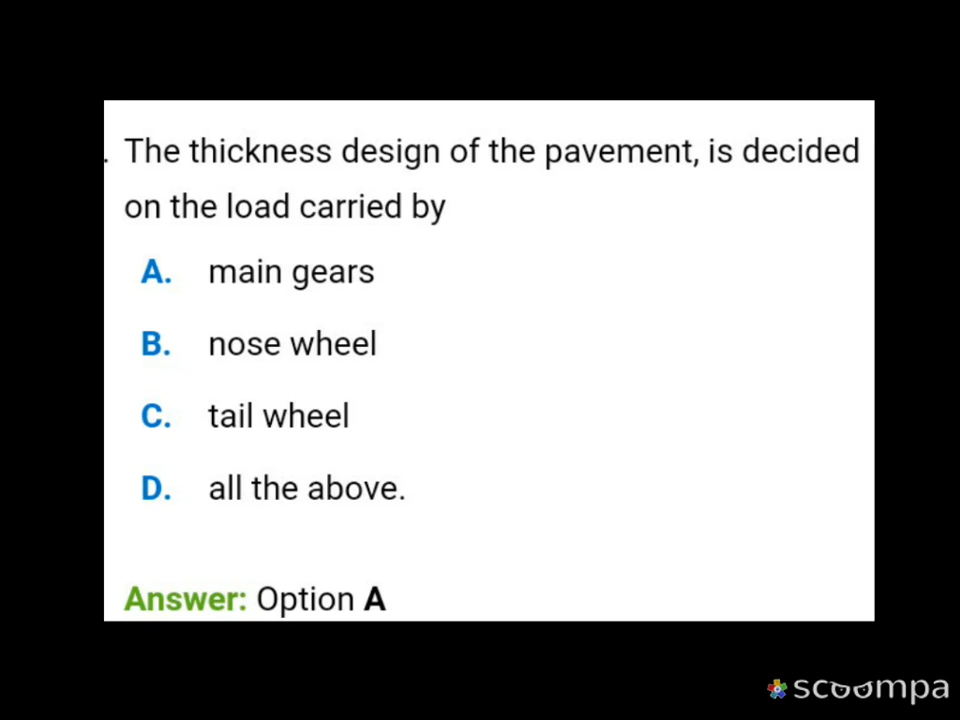 . The thickness design of the pavement, is decided
on the load carried by
A. main gears
B. nose wheel
C. tail wheel
D. all the above.
Answer: Option A
scoompa